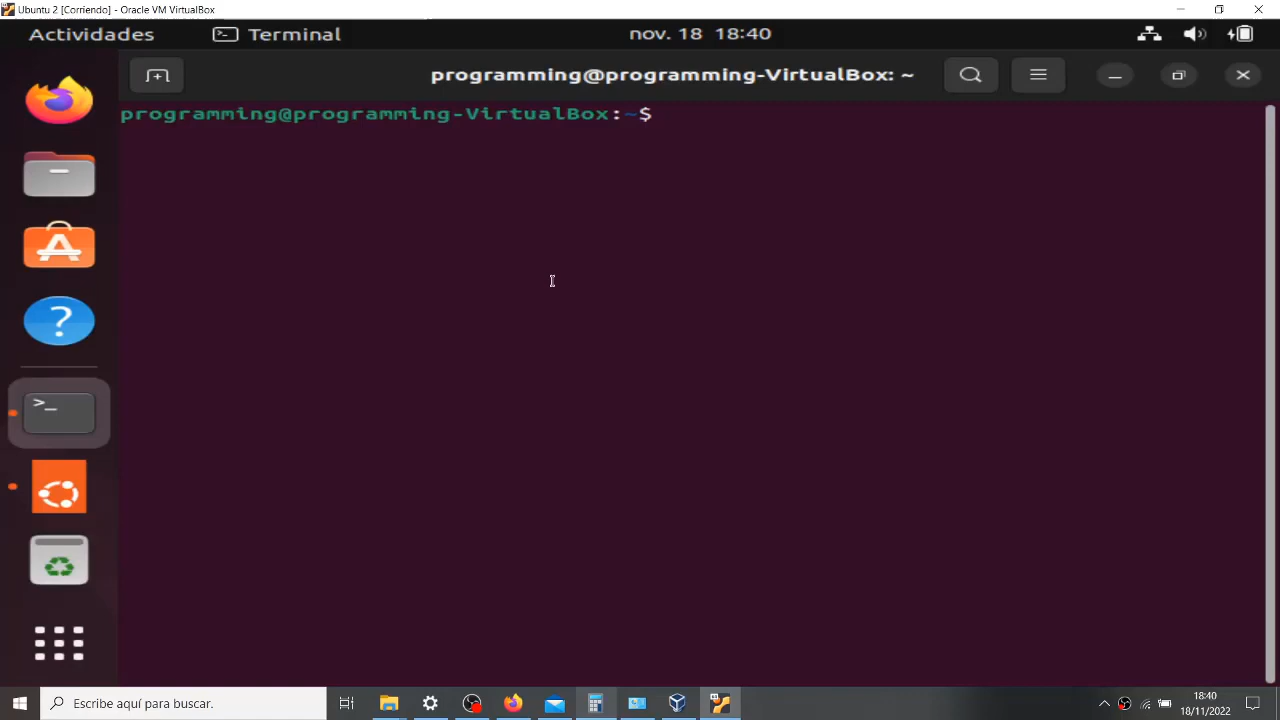 Ubuntu 2 [Corriendo] - Oracle VM VirtualBox
Actividades
Terminal
nov. 18 18:40
programming@programming-VirtualBox: ~
programming@programming-VirtualBox:~$
Escribe aquí para buscar.
18:40
18/11/2022